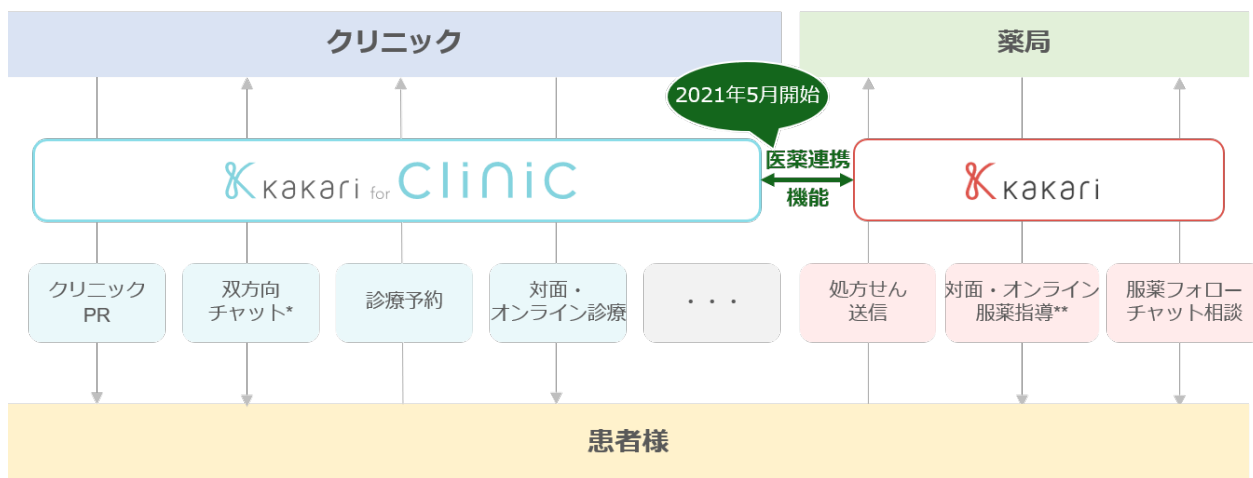 クリニック
薬局
2021年5月開始
kakari for CliniC
医薬連携
機能
kakari
クリニック
PR
双方向
チャット*
診療予約
対面・
オンライン診療
・・・
処方せん
送信
対面・オンライン
服薬指導**
服薬フォロー
チャット相談
患者様